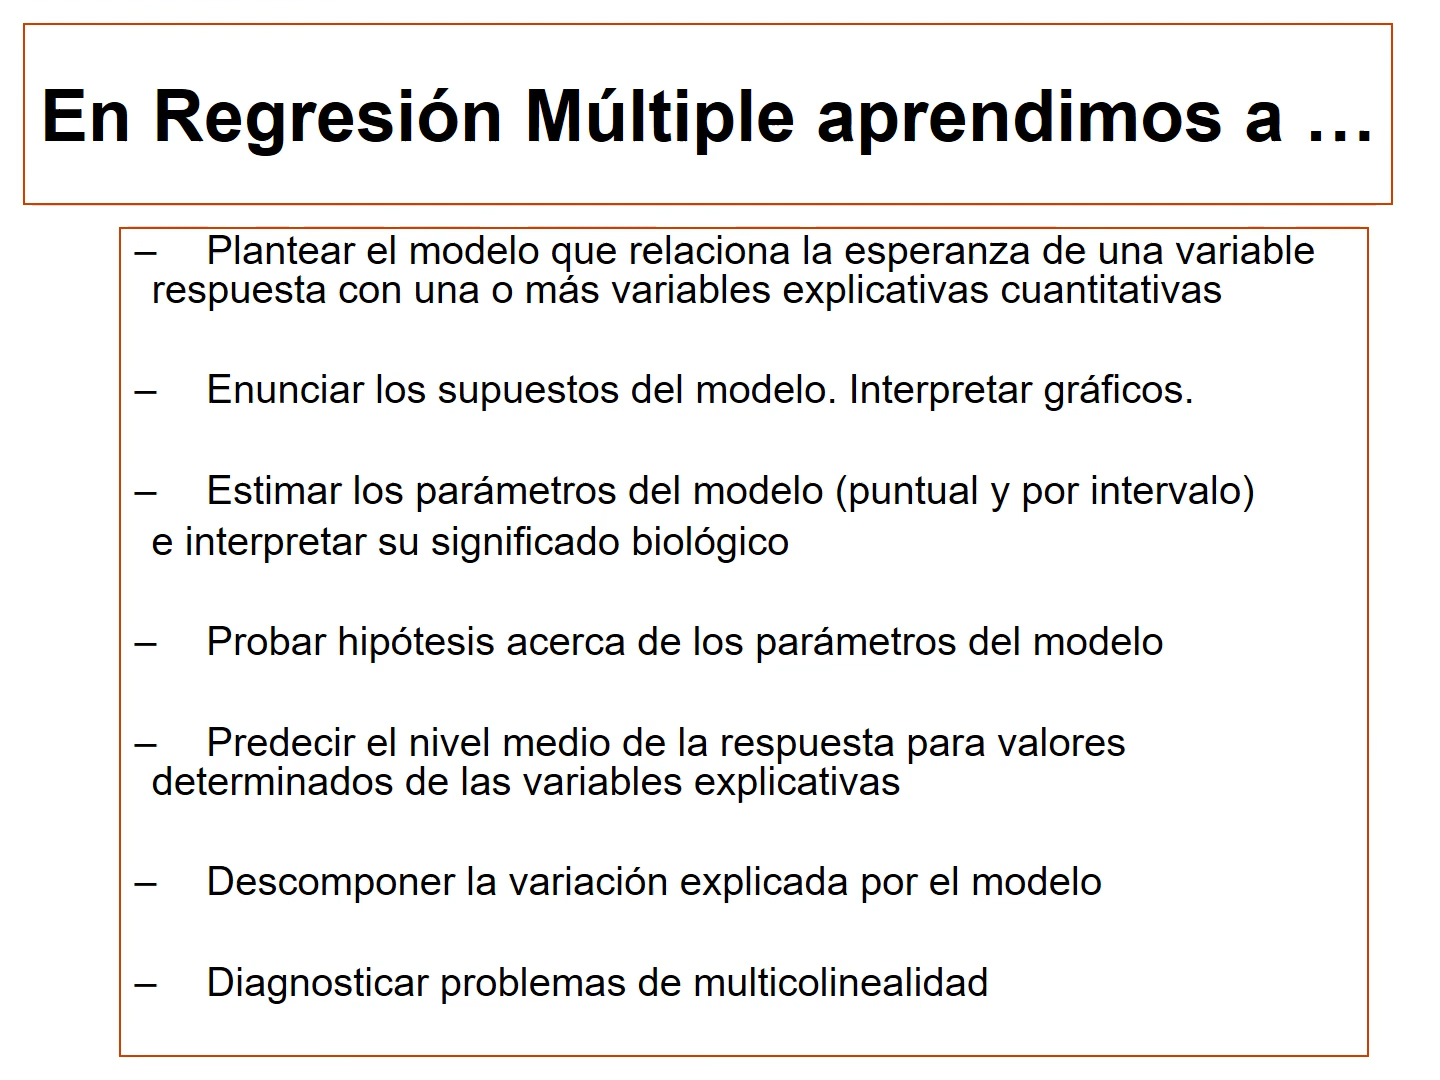 En Regresión Múltiple aprendimos a …
– Plantear el modelo que relaciona la esperanza de una variable
respuesta con una o más variables explicativas cuantitativas
– Enunciar los supuestos del modelo. Interpretar gráficos.
– Estimar los parámetros del modelo (puntual y por intervalo)
e interpretar su significado biológico
– Probar hipótesis acerca de los parámetros del modelo
– Predecir el nivel medio de la respuesta para valores
determinados de las variables explicativas
– Descomponer la variación explicada por el modelo
– Diagnosticar problemas de multicolinealidad